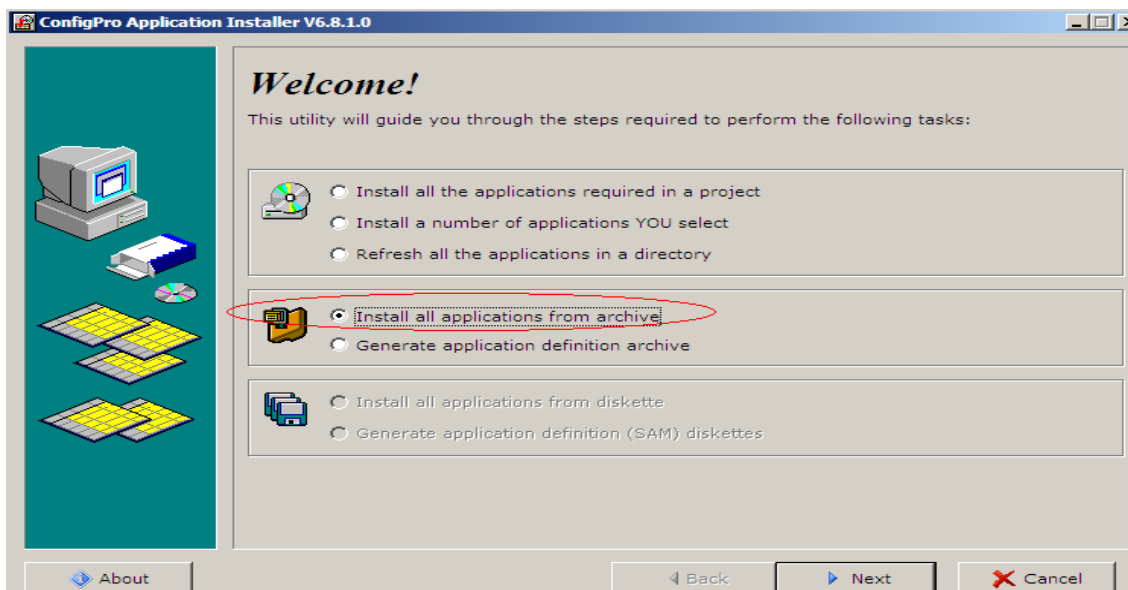 ConfigPro Application Installer V6.8.1.0
Welcome!
This utility will guide you through the steps required to perform the following tasks:
Install all the applications required in a project
Install a number of applications YOU select
Refresh all the applications in a directory
Install all applications from archive
Generate application definition archive
Install all applications from diskette
Generate application definition (SAM) diskettes
About
Back
Next
Cancel